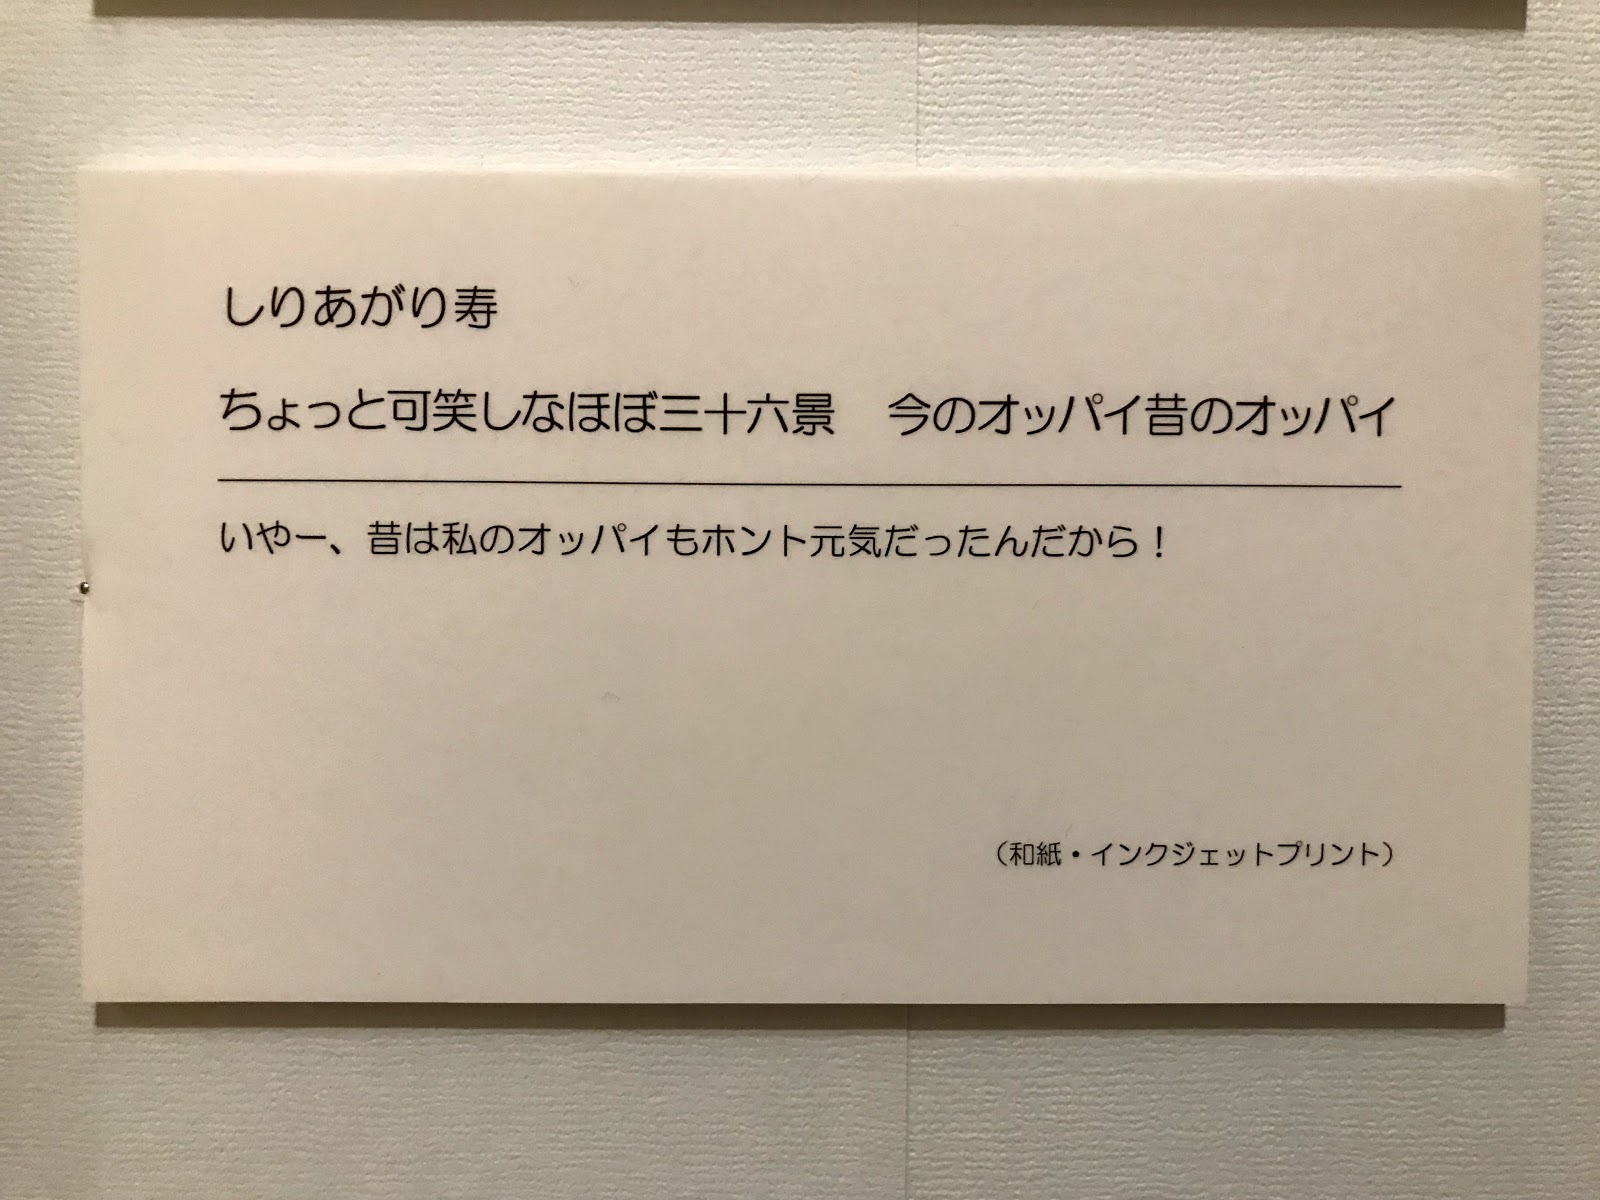 しりあがり寿
ちょっと可笑しなほぼ三十六景　今のオッパイ昔のオッパイ
いやー、昔は私のオッパイもホント元気だったんだから！
（和紙・インクジェットプリント）